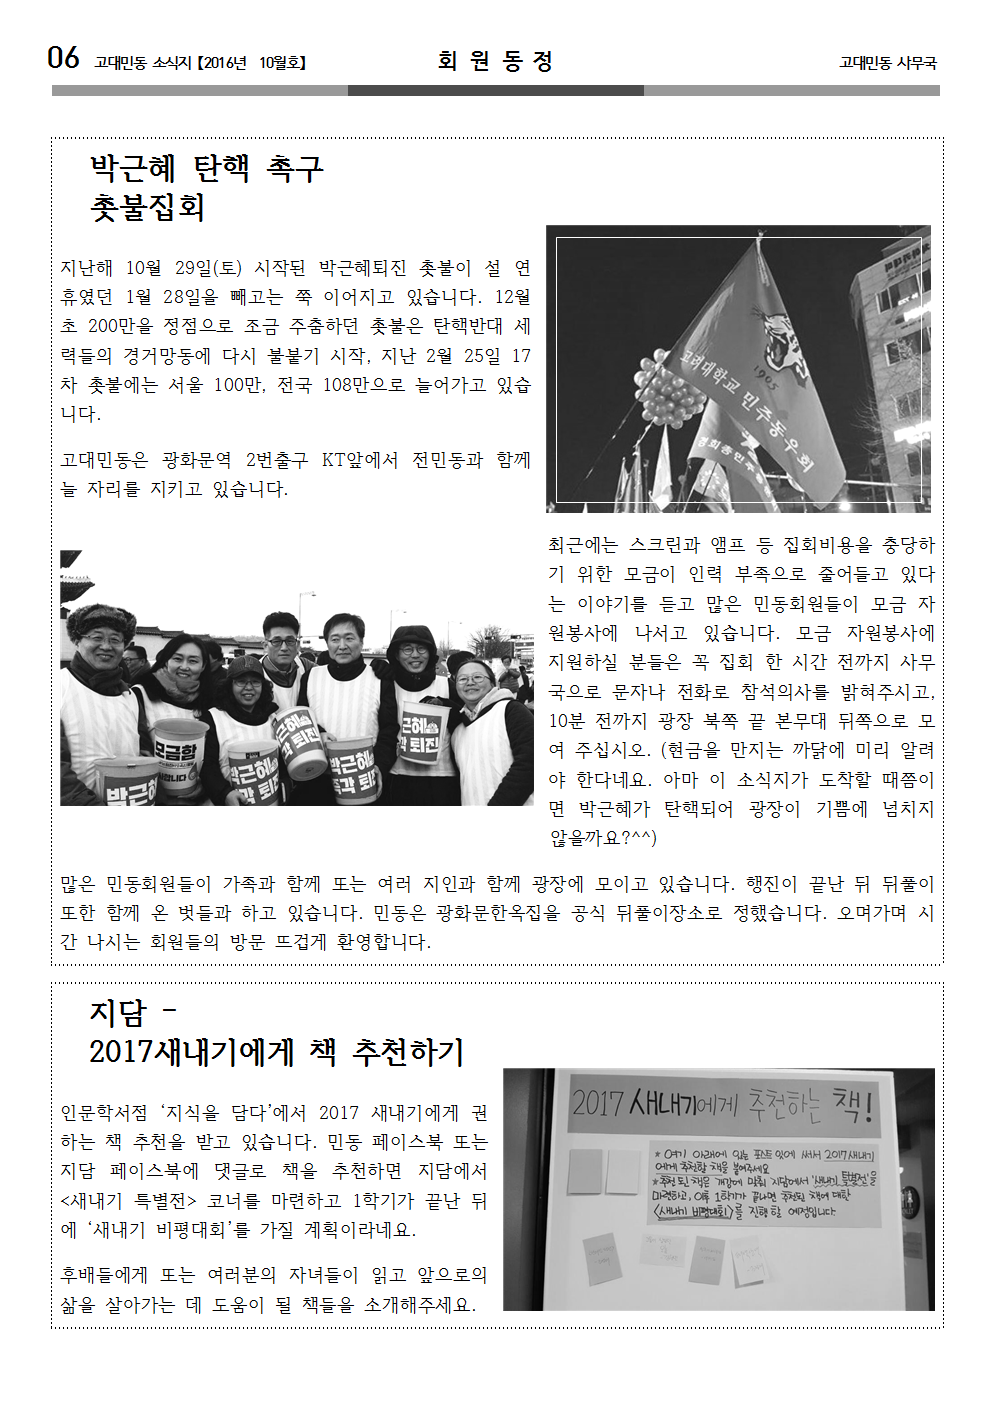 06 고대민동 소식지【2016년 10월호】 회 원 동 정 고대민동 사무국
박근혜 탄핵 촉구
촛불집회
지난해 10월 29일(토) 시작된 박근혜퇴진 촛불이 설 연
휴였던 1월 28일을 빼고는 쭉 이어지고 있습니다. 12월
초 200만을 정점으로 조금 주춤하던 촛불은 탄핵반대 세
력들의 경거망동에 다시 불붙기 시작, 지난 2월 25일 17
차 촛불에는 서울 100만, 전국 108만으로 늘어가고 있습
니다.
고대민동은 광화문역 2번출구 KT앞에서 전민동과 함께
늘 자리를 지키고 있습니다.
고려대학교 민주동우회
1905
경희총민주동문회
최근에는 스크린과 앰프 등 집회비용을 충당하
기 위한 모금이 인력 부족으로 줄어들고 있다
는 이야기를 듣고 많은 민동회원들이 모금 자
원봉사에 나서고 있습니다. 모금 자원봉사에
지원하실 분들은 꼭 집회 한 시간 전까지 사무
국으로 문자나 전화로 참석의사를 밝혀주시고,
10분 전까지 광장 북쪽 끝 본무대 뒤쪽으로 모
여 주십시오. (현금을 만지는 까닭에 미리 알려
야 한다네요. 아마 이 소식지가 도착할 때쯤이
면 박근혜가 탄핵되어 광장이 기쁨에 넘치지
않을까요?^^)
모금함
박근혜
박근혜
즉각 퇴
근혜
각 퇴진
박근혜
즉각 퇴
근혜
각 퇴진
많은 민동회원들이 가족과 함께 또는 여러 지인과 함께 광장에 모이고 있습니다. 행진이 끝난 뒤 뒤풀이
또한 함께 온 벗들과 하고 있습니다. 민동은 광화문한옥집을 공식 뒤풀이장소로 정했습니다. 오며가며 시
간 나시는 회원들의 방문 뜨겁게 환영합니다.
지담 -
2017새내기에게 책 추천하기
인문학서점 ‘지식을 담다’에서 2017 새내기에게 권
하는 책 추천을 받고 있습니다. 민동 페이스북 또는
지담 페이스북에 댓글로 책을 추천하면 지담에서
<새내기 특별전> 코너를 마련하고 1학기가 끝난 뒤
에 ‘새내기 비평대회’를 가질 계획이라네요.
후배들에게 또는 여러분의 자녀들이 읽고 앞으로의
삶을 살아가는 데 도움이 될 책들을 소개해주세요.
2017 새내기에게 추천하는 책!
* 여기 아래에 있는 포스트잇에 써서 2017 새내기
에게 추천할 책을 붙여주세요
* 추천된 책은 개강에 맞춰 지담에서 '새내기 특별전'을
마련하고, 이후 1학기가 끝나면 추천된 책에 대한
<새내기 비평대회>를 진행할 예정입니다